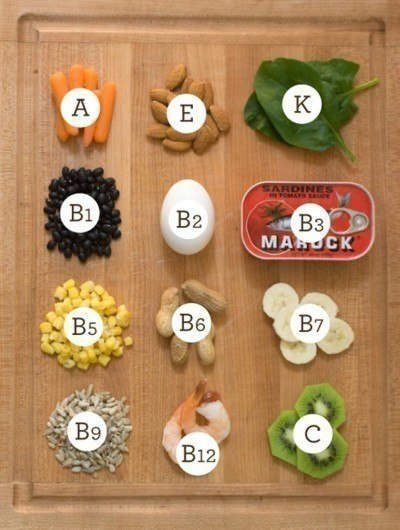 A
E
K
B1
B2
SARDINES
IN TOMATO SAUCE
B3
MAROCK
B5
B6
B7
B9
B12
C